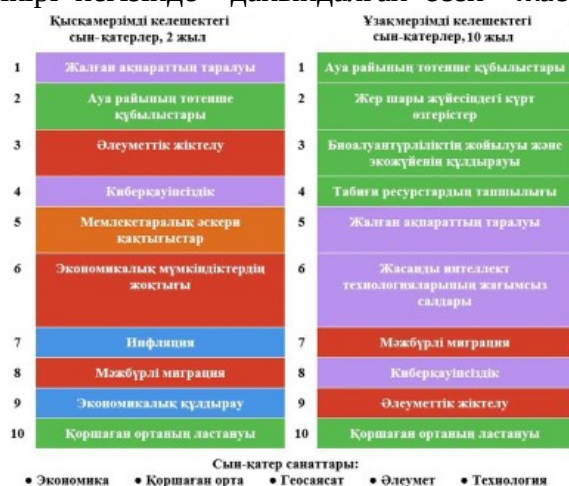 Қысқамерзімді келешектегі
сын-қатерлер, 2 жыл
1 Жалған ақпараттың таралуы
2 Ауа райының төтенше
құбылыстары
3 Әлеуметтік жіктелу
4 Киберқауіпсіздік
5 Мемлекетаралық әскери
қақтығыстар
6 Экономикалық мүмкіндіктердің
жоқтығы
7 Инфляция
8 Мәжбүрлі миграция
9 Экономикалық құлдырау
10 Қоршаған ортаның ластануы
Ұзақмерзімді келешектегі
сын-қатерлер, 10 жыл
1 Ауа райының төтенше құбылыстары
2 Жер шары жүйесіндегі күрт
өзгерістер
3 Биоалуантүрліліктің жойылуы және
экожүйенің құлдырауы
4 Табиғи ресурстардың тапшылығы
5 Жалған ақпараттың таралуы
6 Жасанды интеллект
технологияларының жағымсыз
салдары
7 Мәжбүрлі миграция
8 Киберқауіпсіздік
9 Әлеуметтік жіктелу
10 Қоршаған ортаның ластануы
Сын-қатер санаттары:
● Экономика ● Қоршаған орта ● Геосаясат ● Әлеумет ● Технология